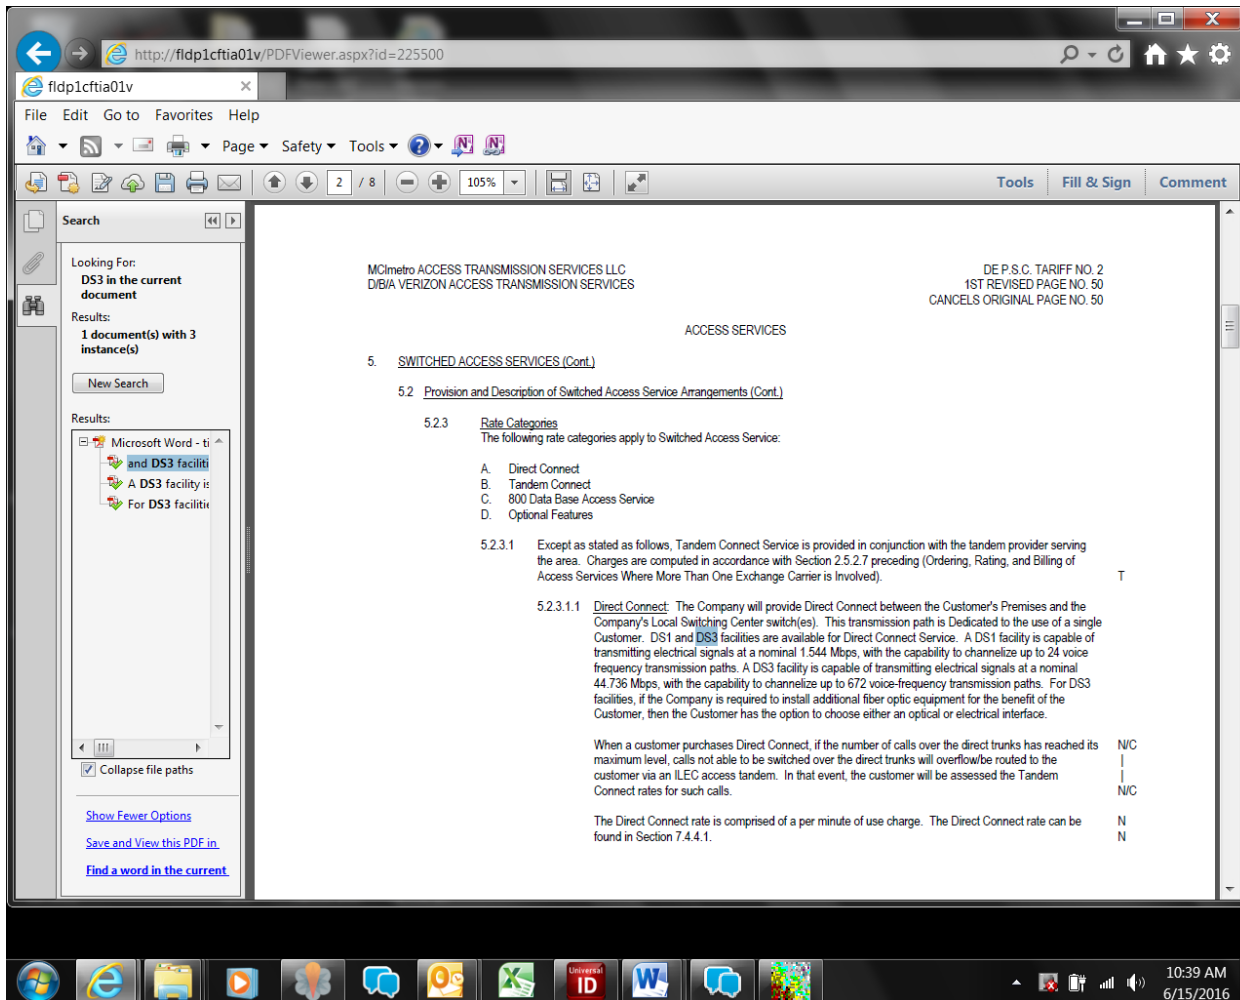 http://fldp1cftia01v/PDFViewer.aspx?id=225500
fldp1cftia01v
File Edit Go to Favorites Help
Page Safety Tools
2 / 8 105% Tools Fill & Sign Comment
Search
Looking For:
DS3 in the current
document
Results:
1 document(s) with 3
instance(s)
New Search
Results:
Microsoft Word - ti
and DS3 faciliti
A DS3 facility is
For DS3 facilitie
Collapse file paths
Show Fewer Options
Save and View this PDF in
Find a word in the current
MCImetro ACCESS TRANSMISSION SERVICES LLC DE P.S.C. TARIFF NO. 2
D/B/A VERIZON ACCESS TRANSMISSION SERVICES 1ST REVISED PAGE NO. 50
CANCELS ORIGINAL PAGE NO. 50
ACCESS SERVICES
5. SWITCHED ACCESS SERVICES (Cont.)
5.2 Provision and Description of Switched Access Service Arrangements (Cont.)
5.2.3 Rate Categories
The following rate categories apply to Switched Access Service:
A. Direct Connect
B. Tandem Connect
C. 800 Data Base Access Service
D. Optional Features
5.2.3.1 Except as stated as follows, Tandem Connect Service is provided in conjunction with the tandem provider serving
the area. Charges are computed in accordance with Section 2.5.2.7 preceding (Ordering, Rating, and Billing of
Access Services Where More Than One Exchange Carrier is Involved). T
5.2.3.1.1 Direct Connect: The Company will provide Direct Connect between the Customer's Premises and the
Company's Local Switching Center switch(es). This transmission path is Dedicated to the use of a single
Customer. DS1 and DS3 facilities are available for Direct Connect Service. A DS1 facility is capable of
transmitting electrical signals at a nominal 1.544 Mbps, with the capability to channelize up to 24 voice
frequency transmission paths. A DS3 facility is capable of transmitting electrical signals at a nominal
44.736 Mbps, with the capability to channelize up to 672 voice-frequency transmission paths. For DS3
facilities, if the Company is required to install additional fiber optic equipment for the benefit of the
Customer, then the Customer has the option to choose either an optical or electrical interface.
When a customer purchases Direct Connect, if the number of calls over the direct trunks has reached its N/C
maximum level, calls not able to be switched over the direct trunks will overflow/be routed to the |
customer via an ILEC access tandem. In that event, the customer will be assessed the Tandem |
Connect rates for such calls. N/C
The Direct Connect rate is comprised of a per minute of use charge. The Direct Connect rate can be N
found in Section 7.4.4.1. N
Universal
ID
10:39 AM
6/15/2016